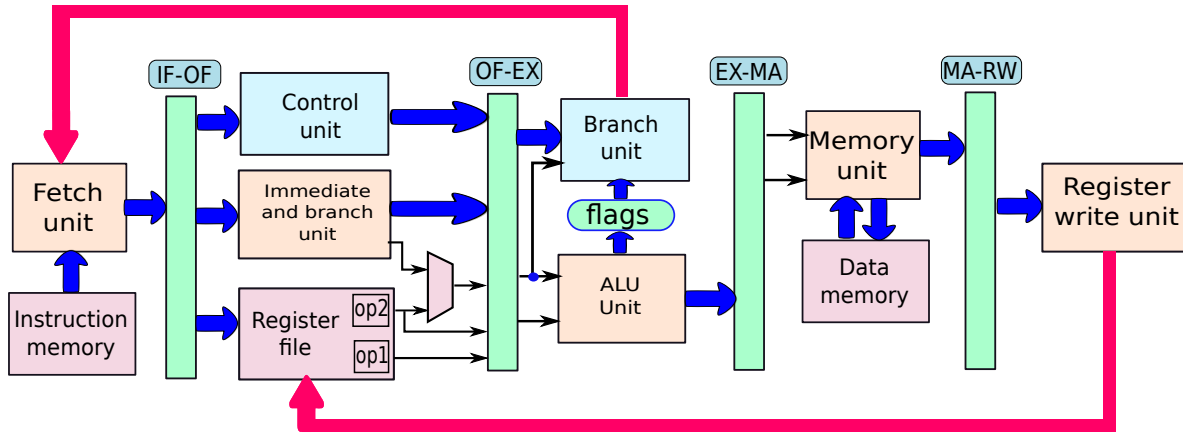 IF-OF
OF-EX
EX-MA
MA-RW
Control
unit
Branch
unit
Memory
unit
Fetch
unit
Immediate
and branch
unit
Register
write unit
flags
Instruction
memory
Register
file
op2
op1
ALU
Unit
Data
memory